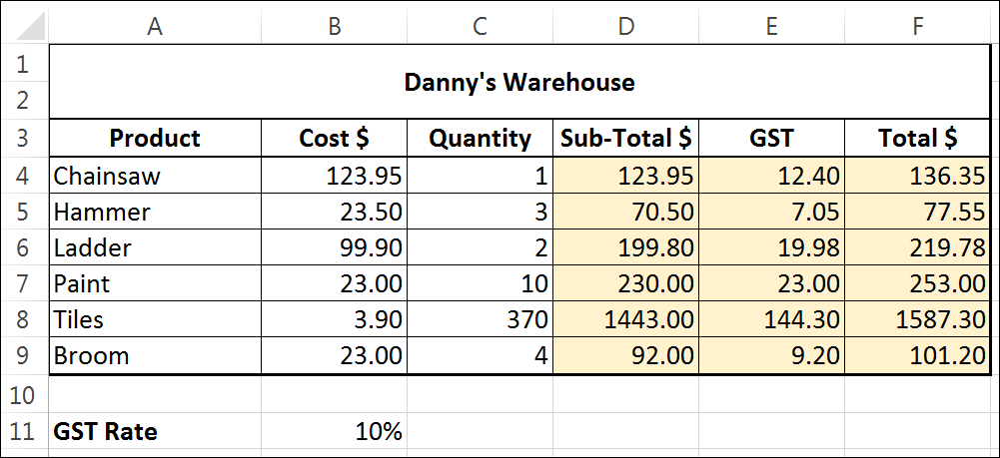 A B C D E F
1
Danny's Warehouse
2
3 Product Cost $ Quantity Sub-Total $ GST Total $
4 Chainsaw 123.95 1 123.95 12.40 136.35
5 Hammer 23.50 3 70.50 7.05 77.55
6 Ladder 99.90 2 199.80 19.98 219.78
7 Paint 23.00 10 230.00 23.00 253.00
8 Tiles 3.90 370 1443.00 144.30 1587.30
9 Broom 23.00 4 92.00 9.20 101.20
10
11 GST Rate 10%